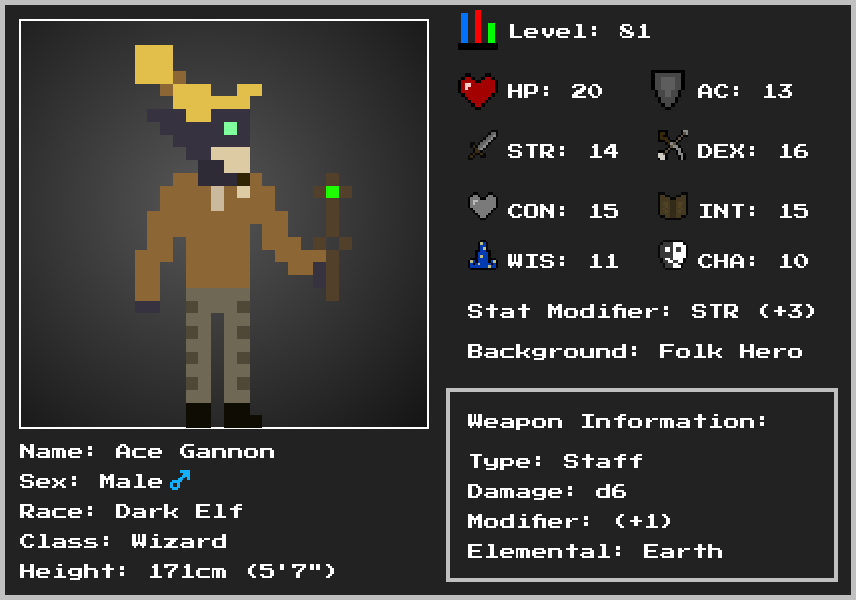 Level: 81
HP: 20
AC: 13
STR: 14
DEX: 16
CON: 15
INT: 15
WIS: 11
CHA: 10
Stat Modifier: STR (+3)
Background: Folk Hero
Weapon Information:
Type: Staff
Damage: d6
Modifier: (+1)
Elemental: Earth
Name: Ace Gannon
Sex: Male♂
Race: Dark Elf
Class: Wizard
Height: 171cm (5'7")